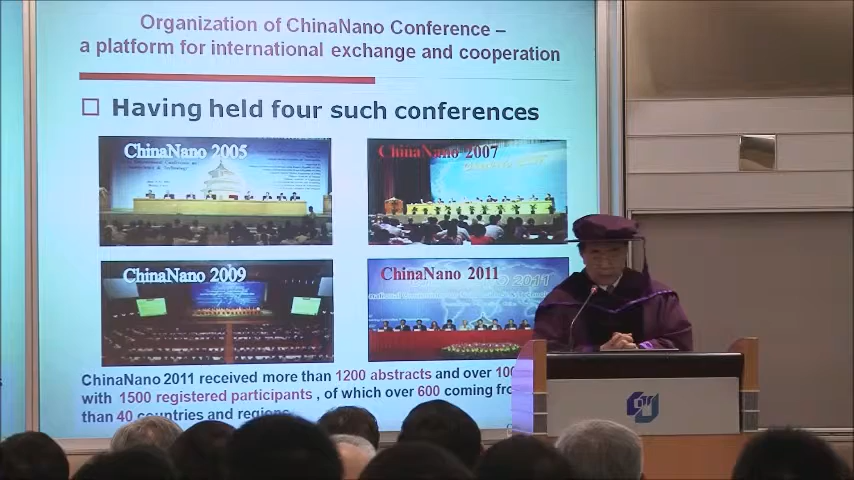 Organization of ChinaNano Conference –
a platform for international exchange and cooperation
Having held four such conferences
ChinaNano 2005
ChinaNano 2007
ChinaNano 2009
ChinaNano 2011
ChinaNano 2011 received more than 1200 abstracts and over
with 1500 registered participants, of which over 600 coming
than 40 countries and regions